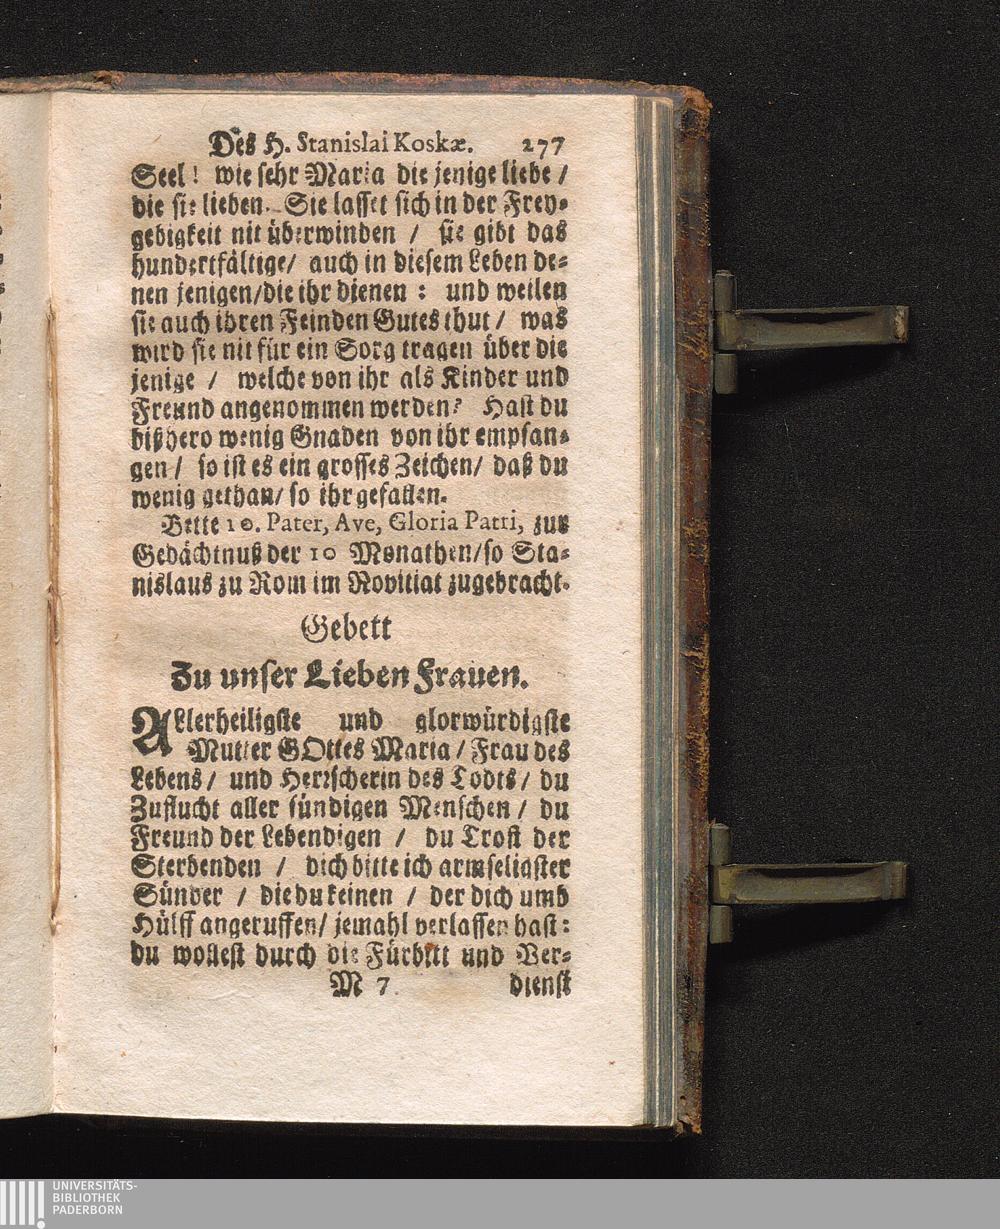 Des H. Stanislai Koskæ. 277
Seel! wie sehr Maria die jenige liebe /
die sie lieben. Sie lasset sich in der Frey-
gebigkeit nit überwinden / sie gibt das
hundertfältige/ auch in diesem Leben de-
nen jenigen/die ihr dienen: und weilen
sie auch ihren Feinden Gutes thut / was
wird sie nit für ein Sorg tragen über die
jenige / welche von ihr als Kinder und
Freund angenommen werden? Hast du
bißhero wenig Gnaden von ihr empfan-
gen / so ist es ein grosses Zeichen/ daß du
wenig gethan/ so ihr gefallen.
Bette 10. Pater, Ave, Gloria Patri, zur
Gedächtnuß der 10 Monathen/so Sta-
nislaus zu Rom im Novitiat zugebracht.
Gebett
Zu unser Lieben Frauen.
ALlerheiligste und glorwürdigste
Mutter GOttes Maria / Frau des
Lebens / und Herrscherin des Todts / du
Zuflucht aller sündigen Menschen / du
Freund der Lebendigen / du Trost der
Sterbenden / dich bitte ich armseligster
Sünder / die du keinen / der dich umb
Hülff angeruffen/ jemahl verlassen hast:
du wollest durch die Fürbitt und Ver-
M 7 dienst
UNIVERSITÄTS-
BIBLIOTHEK
PADERBORN